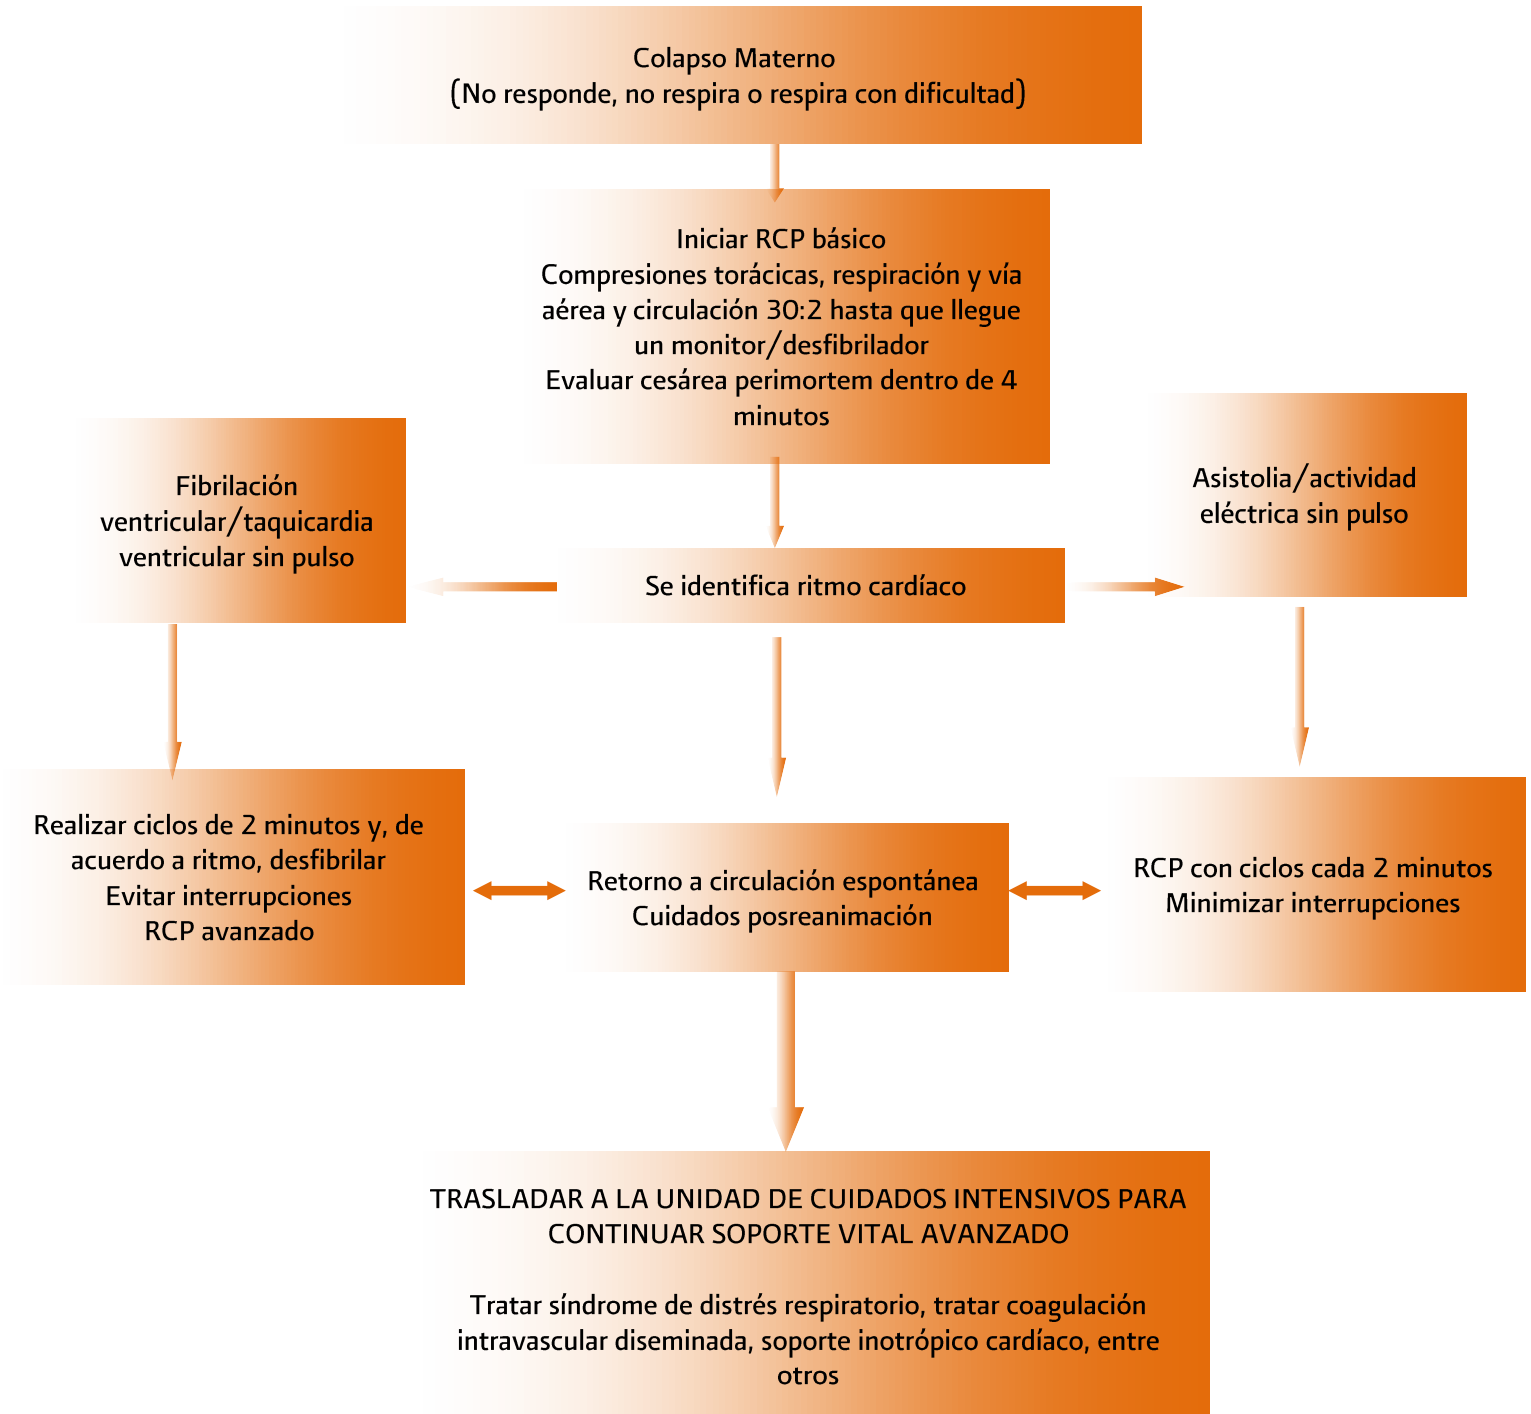 Colapso Materno
(No responde, no respira o respira con dificultad)
Iniciar RCP básico
Compresiones torácicas, respiración y vía
aérea y circulación 30:2 hasta que llegue
un monitor/desfibrilador
Evaluar cesárea perimortem dentro de 4
minutos
Fibrilación
ventricular/taquicardia
ventricular sin pulso
Se identifica ritmo cardíaco
Asistolia/actividad
eléctrica sin pulso
Realizar ciclos de 2 minutos y, de
acuerdo a ritmo, desfibrilar
Evitar interrupciones
RCP avanzado
Retorno a circulación espontánea
Cuidados posreanimación
RCP con ciclos cada 2 minutos
Minimizar interrupciones
TRASLADAR A LA UNIDAD DE CUIDADOS INTENSIVOS PARA
CONTINUAR SOPORTE VITAL AVANZADO
Tratar síndrome de distrés respiratorio, tratar coagulación
intravascular diseminada, soporte inotrópico cardíaco, entre
otros